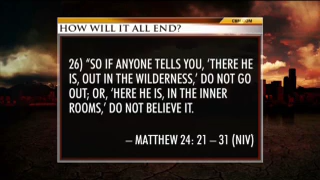 HOW WILL IT ALL END?
26) “SO IF ANYONE TELLS YOU, ‘THERE HE
IS, OUT IN THE WILDERNESS,’ DO NOT GO
OUT; OR, ‘HERE HE IS, IN THE INNER
ROOMS,’ DO NOT BELIEVE IT.
– MATTHEW 24: 21 – 31 (NIV)